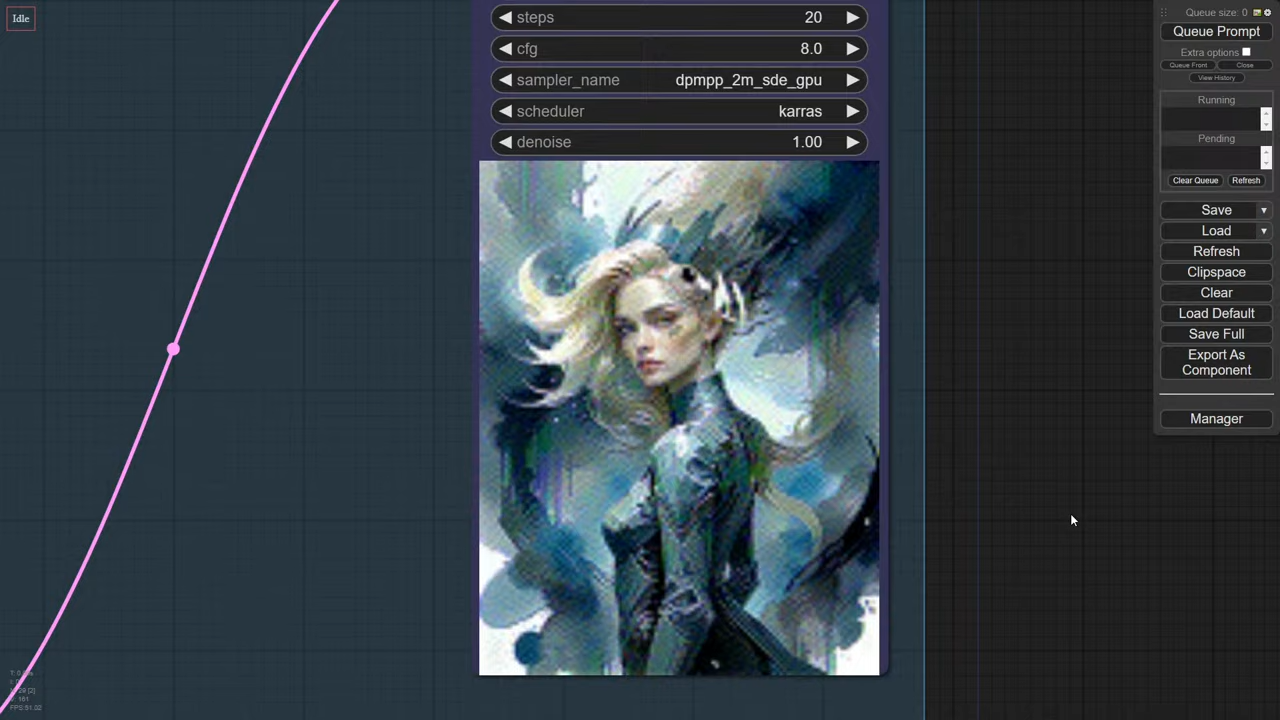 Idle
steps 20
cfg 8.0
sampler_name dpmpp_2m_sde_gpu
scheduler karras
denoise 1.00
Queue size: 0
Queue Prompt
Extra options
Queue Front Close
View History
Running
Pending
Clear Queue Refresh
Save
Load
Refresh
Clipspace
Clear
Load Default
Save Full
Export As
Component
Manager